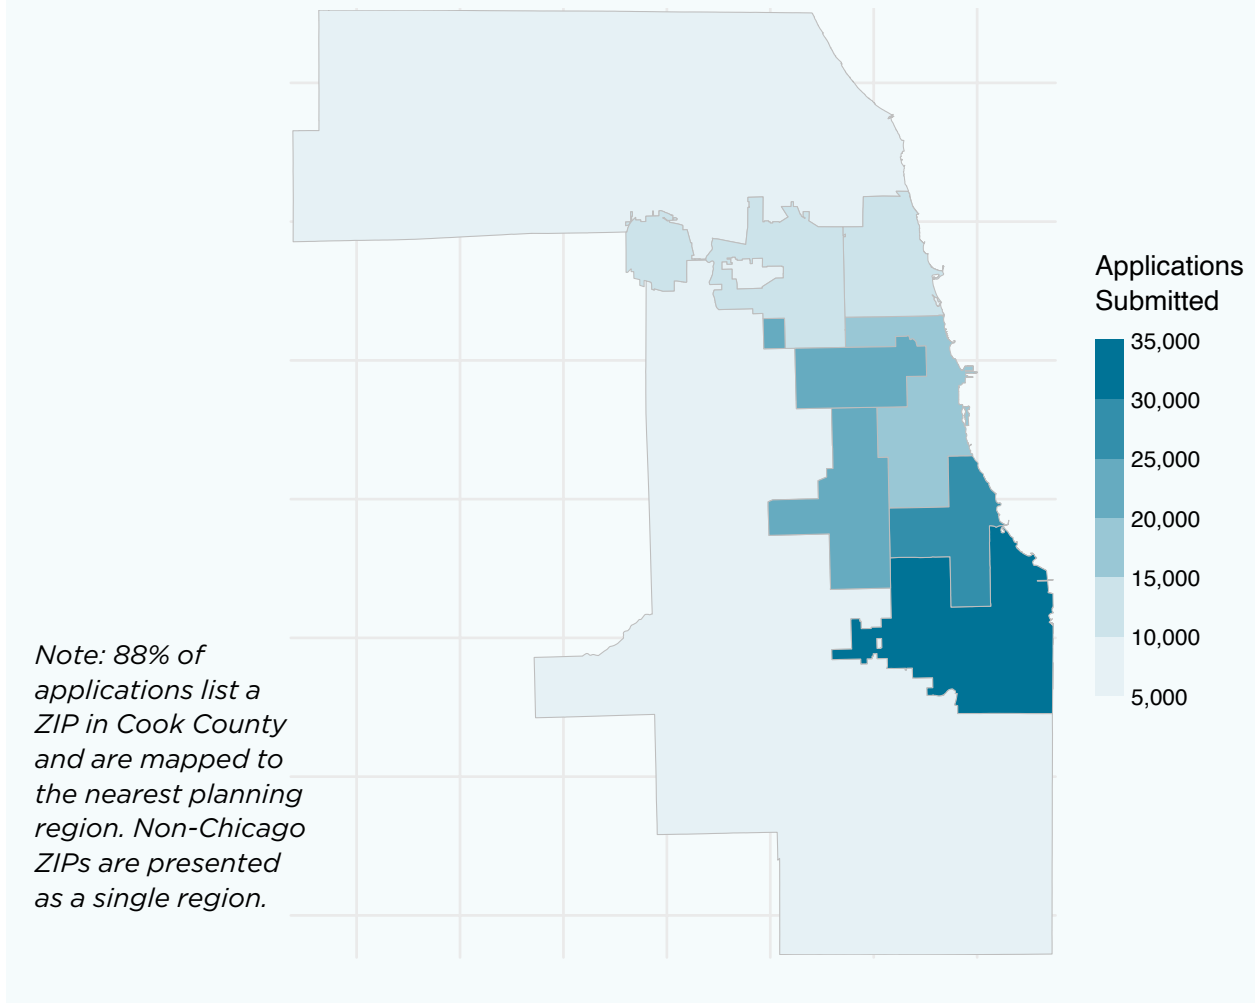 Applications
Submitted
35,000
30,000
25,000
20,000
15,000
10,000
5,000
Note: 88% of
applications list a
ZIP in Cook County
and are mapped to
the nearest planning
region. Non-Chicago
ZIPs are presented
as a single region.